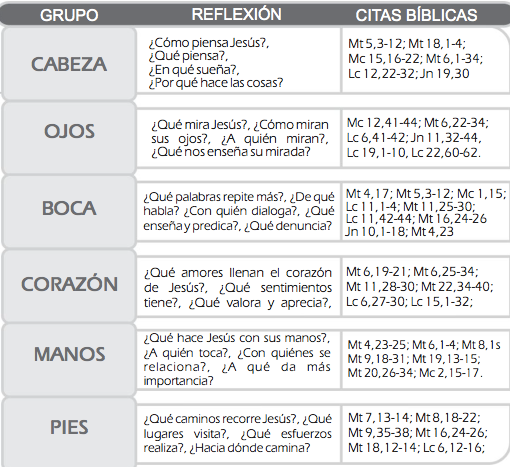 GRUPO REFLEXIÓN CITAS BÍBLICAS
CABEZA
¿Cómo piensa Jesús?,
¿Qué piensa?,
¿En qué sueña?,
¿Por qué hace las cosas?
Mt 5,3-12; Mt 18,1-4;
Mc 15,16-22; Mt 6,1-34;
Lc 12,22-32; Jn 19,30
OJOS
¿Qué mira Jesús?, ¿Cómo miran
sus ojos?, ¿A quién miran?,
¿Qué nos enseña su mirada?
Mc 12,41-44; Mt 6,22-34;
Lc 6,41-42; Jn 11,32-44,
Lc 19,1-10, Lc 22,60-62.
BOCA
¿Qué palabras repite más?, ¿De qué
habla? ¿Con quién dialoga?, ¿Qué
enseña y predica?, ¿Qué denuncia?
Mt 4,17; Mt 5,3-12; Mc 1,15;
Lc 11,1-4; Mt 11,25-30;
Lc 11,42-44; Mt 16,24-26
Jn 10,1-18; Mt 4,23
CORAZÓN
¿Qué amores llenan el corazón
de Jesús?, ¿Qué sentimientos
tiene?, ¿Qué valora y aprecia?,
Mt 6,19-21; Mt 6,25-34;
Mt 11,28-30; Mt 22,34-40;
Lc 6,27-30; Lc 15,1-32;
MANOS
¿Qué hace Jesús con sus manos?,
¿A quién toca?, ¿Con quiénes se
relaciona?, ¿A qué da más
importancia?
Mt 4,23-25; Mt 6,1-4; Mt 8,1s
Mt 9,18-31; Mt 19,13-15;
Mt 20,26-34; Mc 2,15-17.
PIES
¿Qué caminos recorre Jesús?, ¿Qué
lugares visita?, ¿Qué esfuerzos
realiza?, ¿Hacia dónde camina?
Mt 7,13-14; Mt 8,18-22;
Mt 9,35-38; Mt 16,24-26;
Mt 18,12-14; Lc 6,12-16;